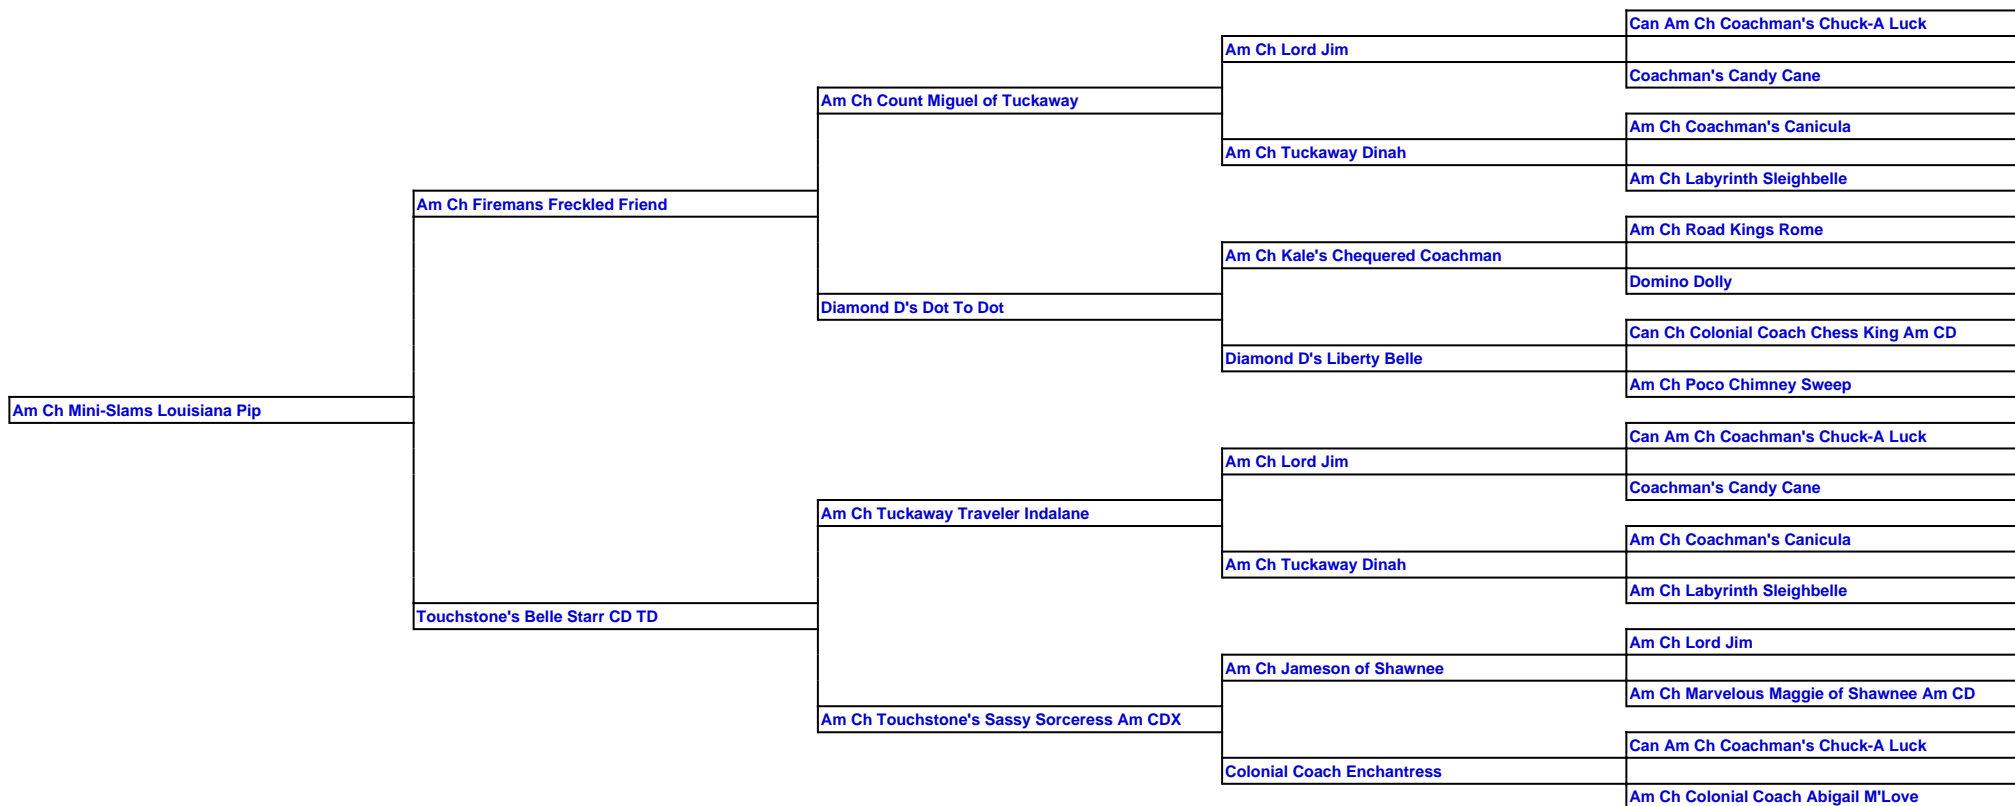 Can Am Ch Coachman's Chuck-A Luck
Am Ch Lord Jim
Coachman's Candy Cane
Am Ch Count Miguel of Tuckaway
Am Ch Coachman's Canicula
Am Ch Tuckaway Dinah
Am Ch Labyrinth Sleighbelle
Am Ch Firemans Freckled Friend
Am Ch Road Kings Rome
Am Ch Kale's Chequered Coachman
Domino Dolly
Diamond D's Dot To Dot
Can Ch Colonial Coach Chess King Am CD
Diamond D's Liberty Belle
Am Ch Poco Chimney Sweep
Am Ch Mini-Slams Louisiana Pip
Can Am Ch Coachman's Chuck-A Luck
Am Ch Lord Jim
Coachman's Candy Cane
Am Ch Tuckaway Traveler Indalane
Am Ch Coachman's Canicula
Am Ch Tuckaway Dinah
Am Ch Labyrinth Sleighbelle
Touchstone's Belle Starr CD TD
Am Ch Lord Jim
Am Ch Jameson of Shawnee
Am Ch Marvelous Maggie of Shawnee Am CD
Am Ch Touchstone's Sassy Sorceress Am CDX
Can Am Ch Coachman's Chuck-A Luck
Colonial Coach Enchantress
Am Ch Colonial Coach Abigail M'Love